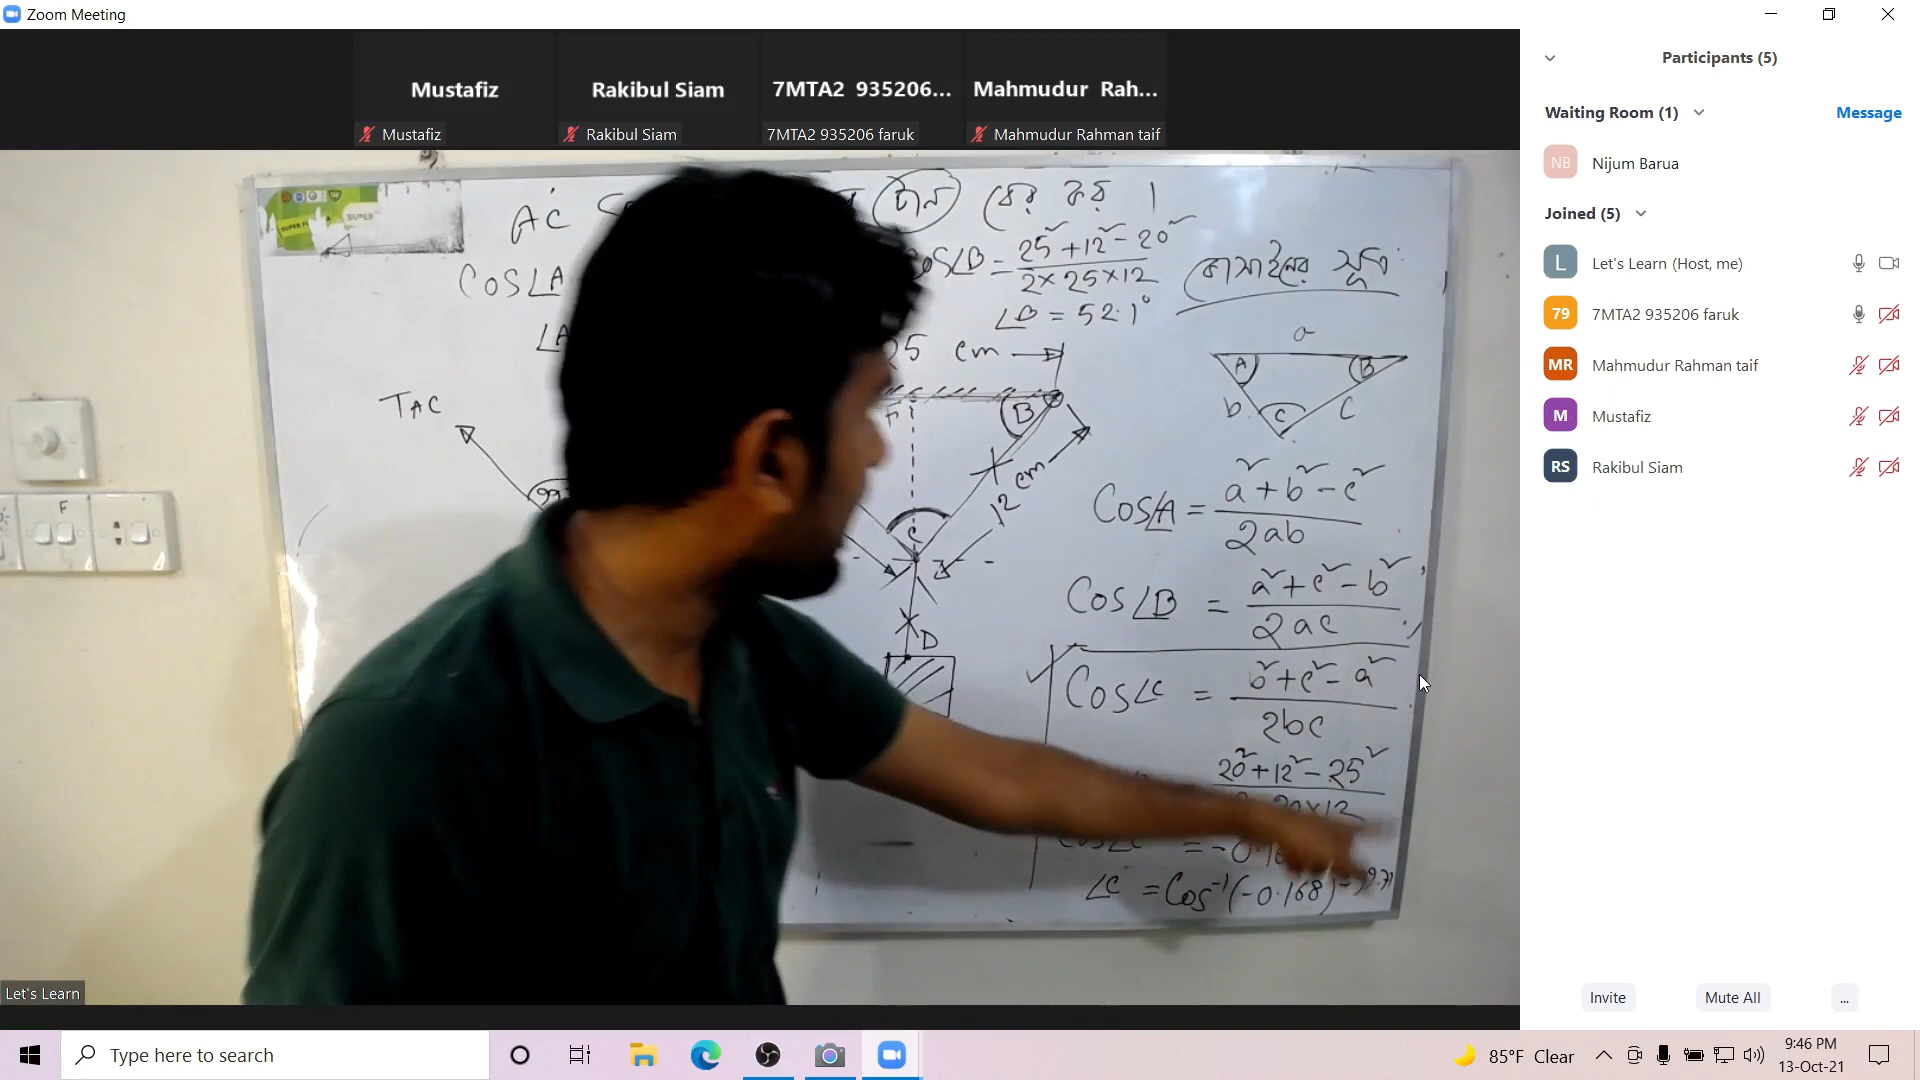 Zoom Meeting
Mustafiz
Rakibul Siam
7MTA2 935206...
Mahmudur Rah...
Mustafiz
Rakibul Siam
7MTA2 935206 faruk
Mahmudur Rahman taif
Participants (5)
Waiting Room (1)
Message
NB
Nijum Barua
Joined (5)
L
Let's Learn (Host, me)
79
7MTA2 935206 faruk
MR
Mahmudur Rahman taif
M
Mustafiz
RS
Rakibul Siam
Invite
Mute All
...
SUPER
AC
টান বের কর।
COS∠A
∠A
COS∠B = 25² + 12² - 20²
2×25×12
∠B = 52.1°
কোসাইনের সূত্র
25 cm
TAC
B
12 cm
C
D
a
A
B
b
C
c
Cos∠A = a² + b² - c²
2ab
Cos∠B = a² + c² - b²
2ac
Cos∠C = b² + c² - a²
2bc
20² + 12² - 25²
∠C = Cos⁻¹(-0.168) =
F
Let's Learn
Type here to search
85°F Clear
9:46 PM
13-Oct-21